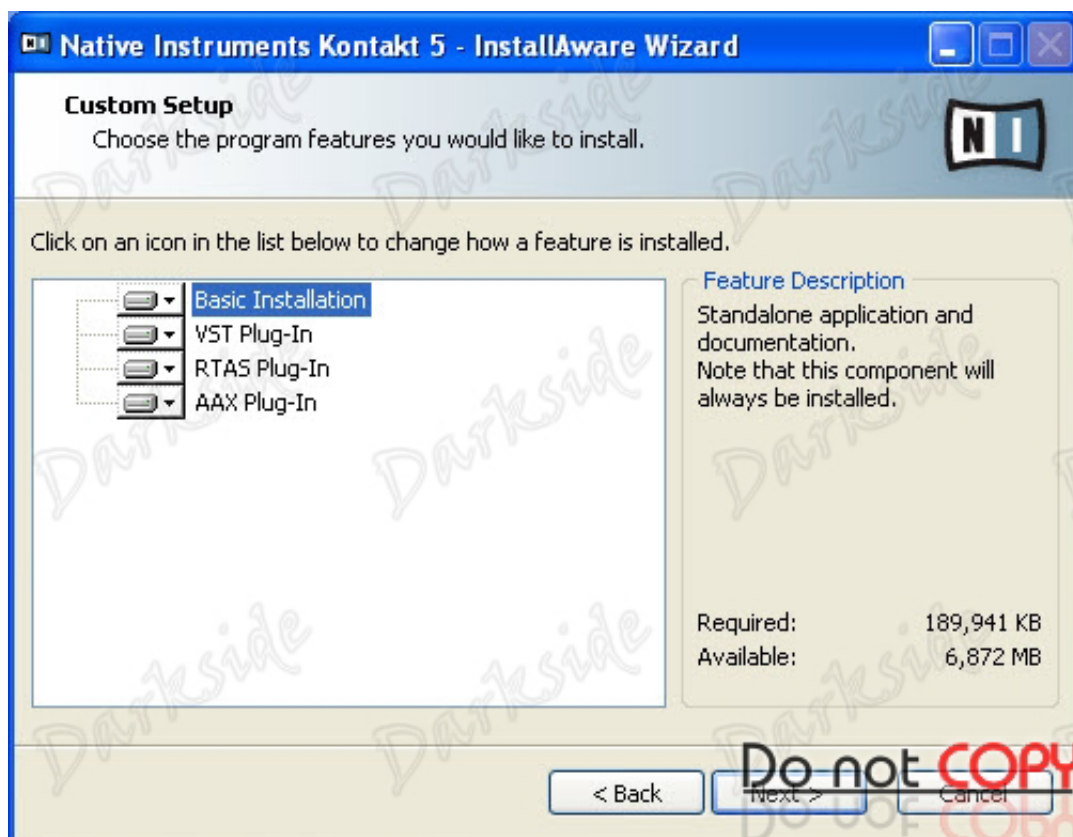 Native Instruments Kontakt 5 - InstallAware Wizard
Custom Setup
Choose the program features you would like to install.
NI
Click on an icon in the list below to change how a feature is installed.
Basic Installation
VST Plug-In
RTAS Plug-In
AAX Plug-In
Feature Description
Standalone application and
documentation.
Note that this component will
always be installed.
Required: 189,941 KB
Available: 6,872 MB
< Back Next > Cancel
Do not COPY
Darkside